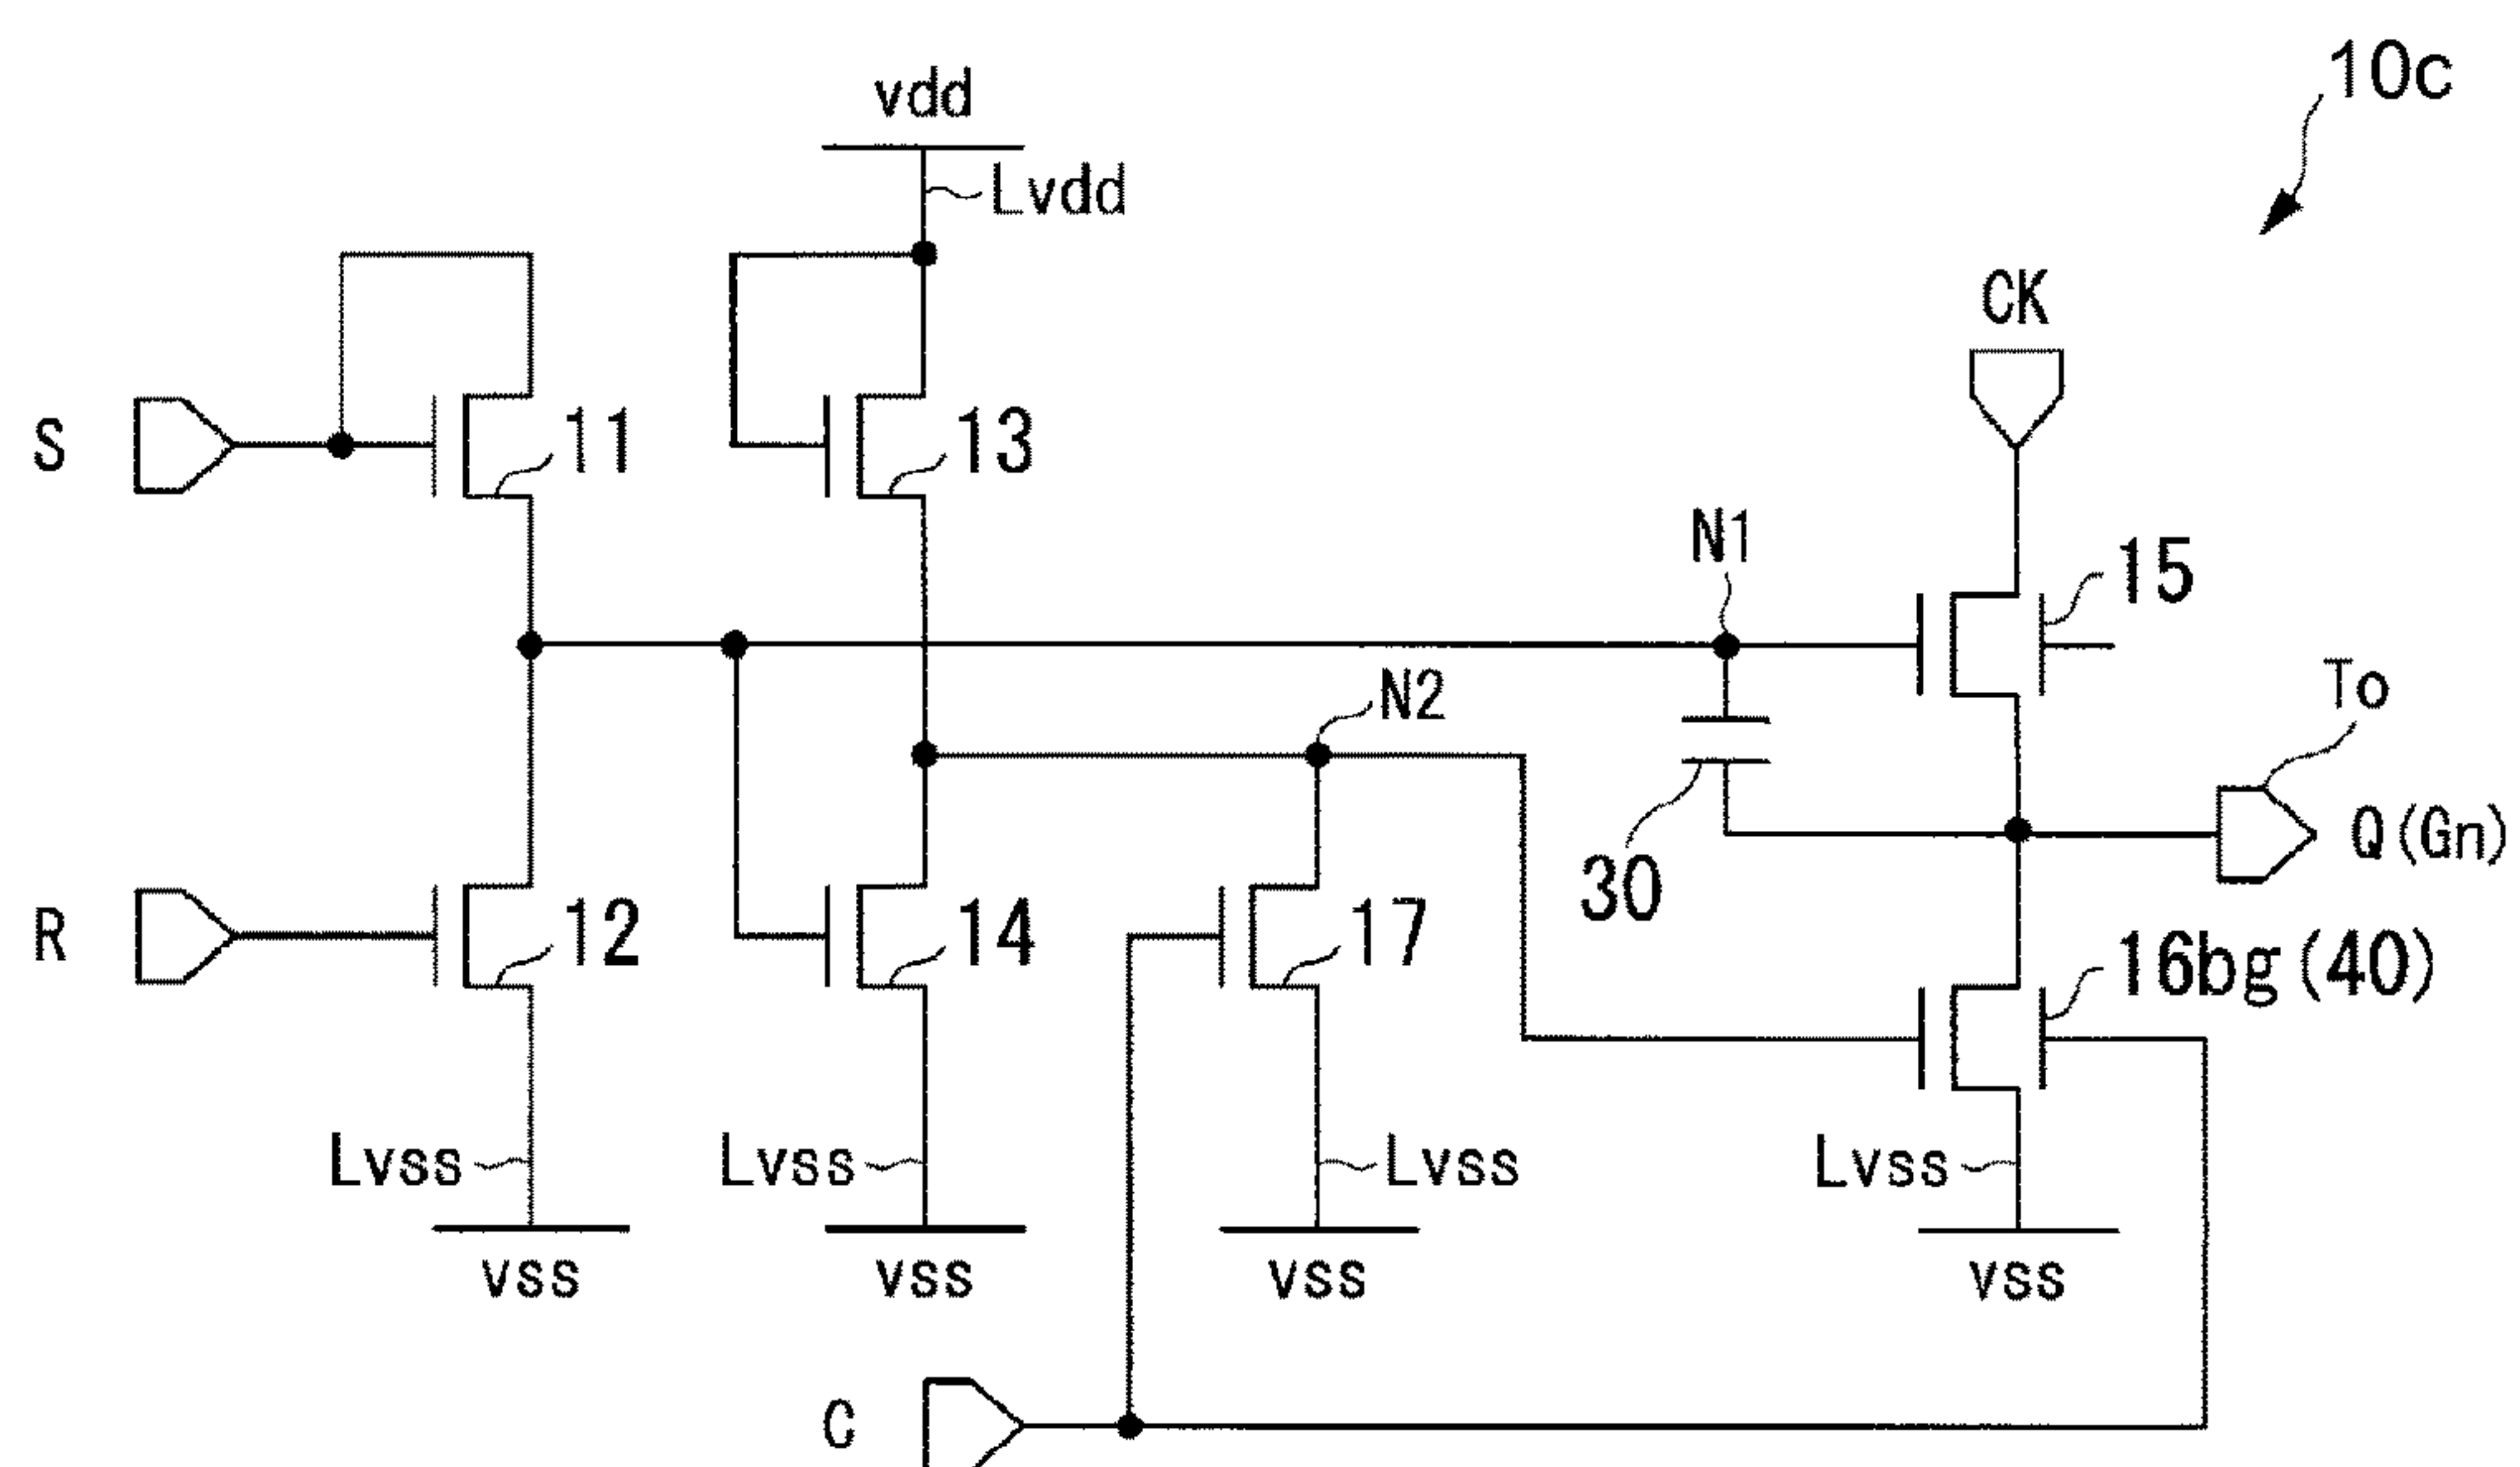 10c
vdd
Lvdd
CK
S
11
13
N1
15
N2
To
Q(Gn)
30
R
12
14
17
16bg(40)
Lvss
Lvss
Lvss
Lvss
vss
vss
vss
vss
C